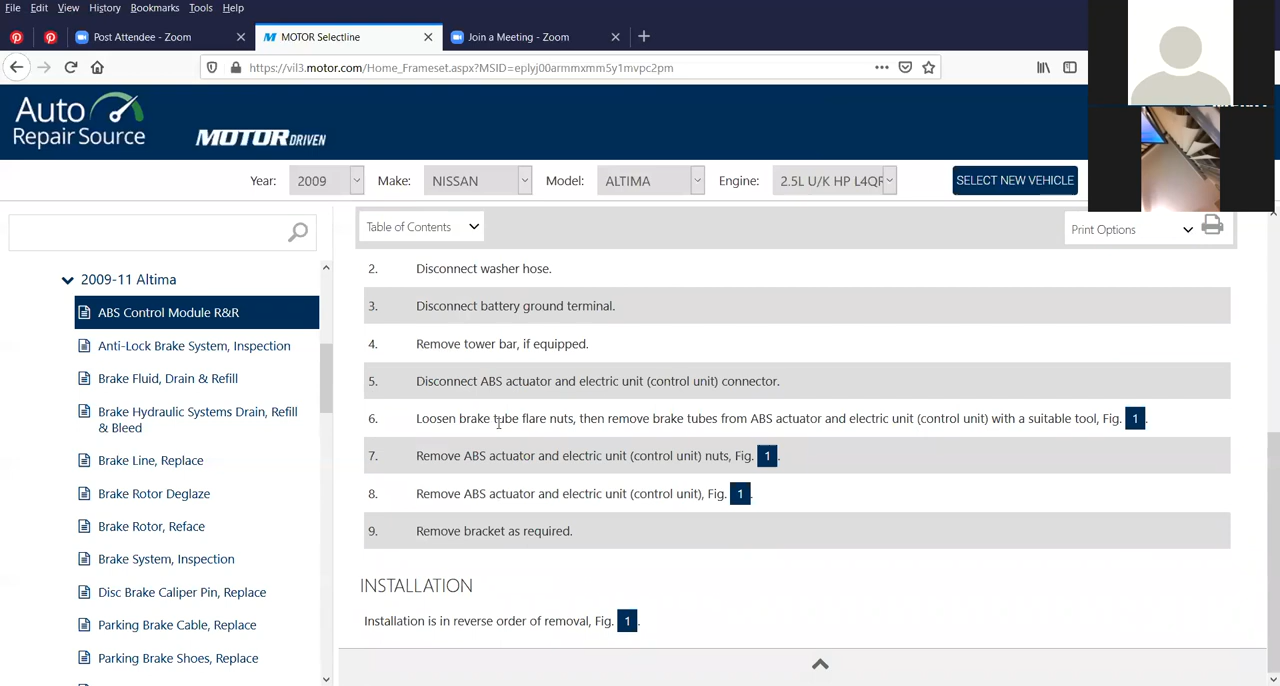 File Edit View History Bookmarks Tools Help
Post Attendee - Zoom
MOTOR Selectline
Join a Meeting - Zoom
https://vil3.motor.com/Home_Frameset.aspx?MSID=eplyj00armmxmm5y1mvpc2pm
Auto
Repair Source
MOTOR DRIVEN
Year: 2009 Make: NISSAN Model: ALTIMA Engine: 2.5L U/K HP L4QF
SELECT NEW VEHICLE
Table of Contents
Print Options
2009-11 Altima
ABS Control Module R&R
Anti-Lock Brake System, Inspection
Brake Fluid, Drain & Refill
Brake Hydraulic Systems Drain, Refill
& Bleed
Brake Line, Replace
Brake Rotor Deglaze
Brake Rotor, Reface
Brake System, Inspection
Disc Brake Caliper Pin, Replace
Parking Brake Cable, Replace
Parking Brake Shoes, Replace
2. Disconnect washer hose.
3. Disconnect battery ground terminal.
4. Remove tower bar, if equipped.
5. Disconnect ABS actuator and electric unit (control unit) connector.
6. Loosen brake tube flare nuts, then remove brake tubes from ABS actuator and electric unit (control unit) with a suitable tool, Fig. 1 .
7. Remove ABS actuator and electric unit (control unit) nuts, Fig. 1 .
8. Remove ABS actuator and electric unit (control unit), Fig. 1 .
9. Remove bracket as required.
INSTALLATION
Installation is in reverse order of removal, Fig. 1 .